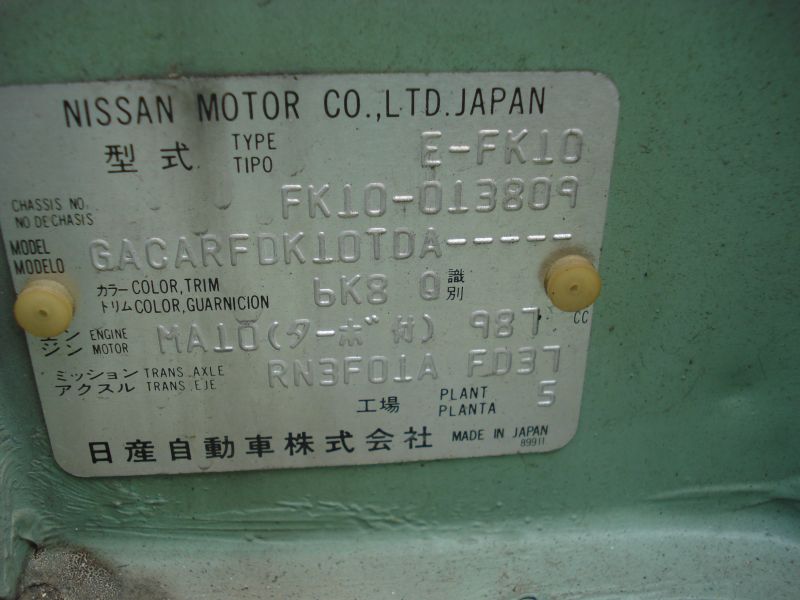 NISSAN MOTOR CO.,LTD. JAPAN
型式 TYPE TIPO E-FK10
CHASSIS NO. NO DE CHASIS FK10-013809
MODEL MODELO GACARFDK10TDA-----
カラー COLOR,TRIM トリム COLOR,GUARNICION 6K8 Q 識別
エンジン ENGINE MOTOR MA10(ターボ付) 987 CC
ミッション TRANS. AXLE アクスル TRANS. EJE RN3F01A FD37
工場 PLANT PLANTA 5
日産自動車株式会社 MADE IN JAPAN
89911